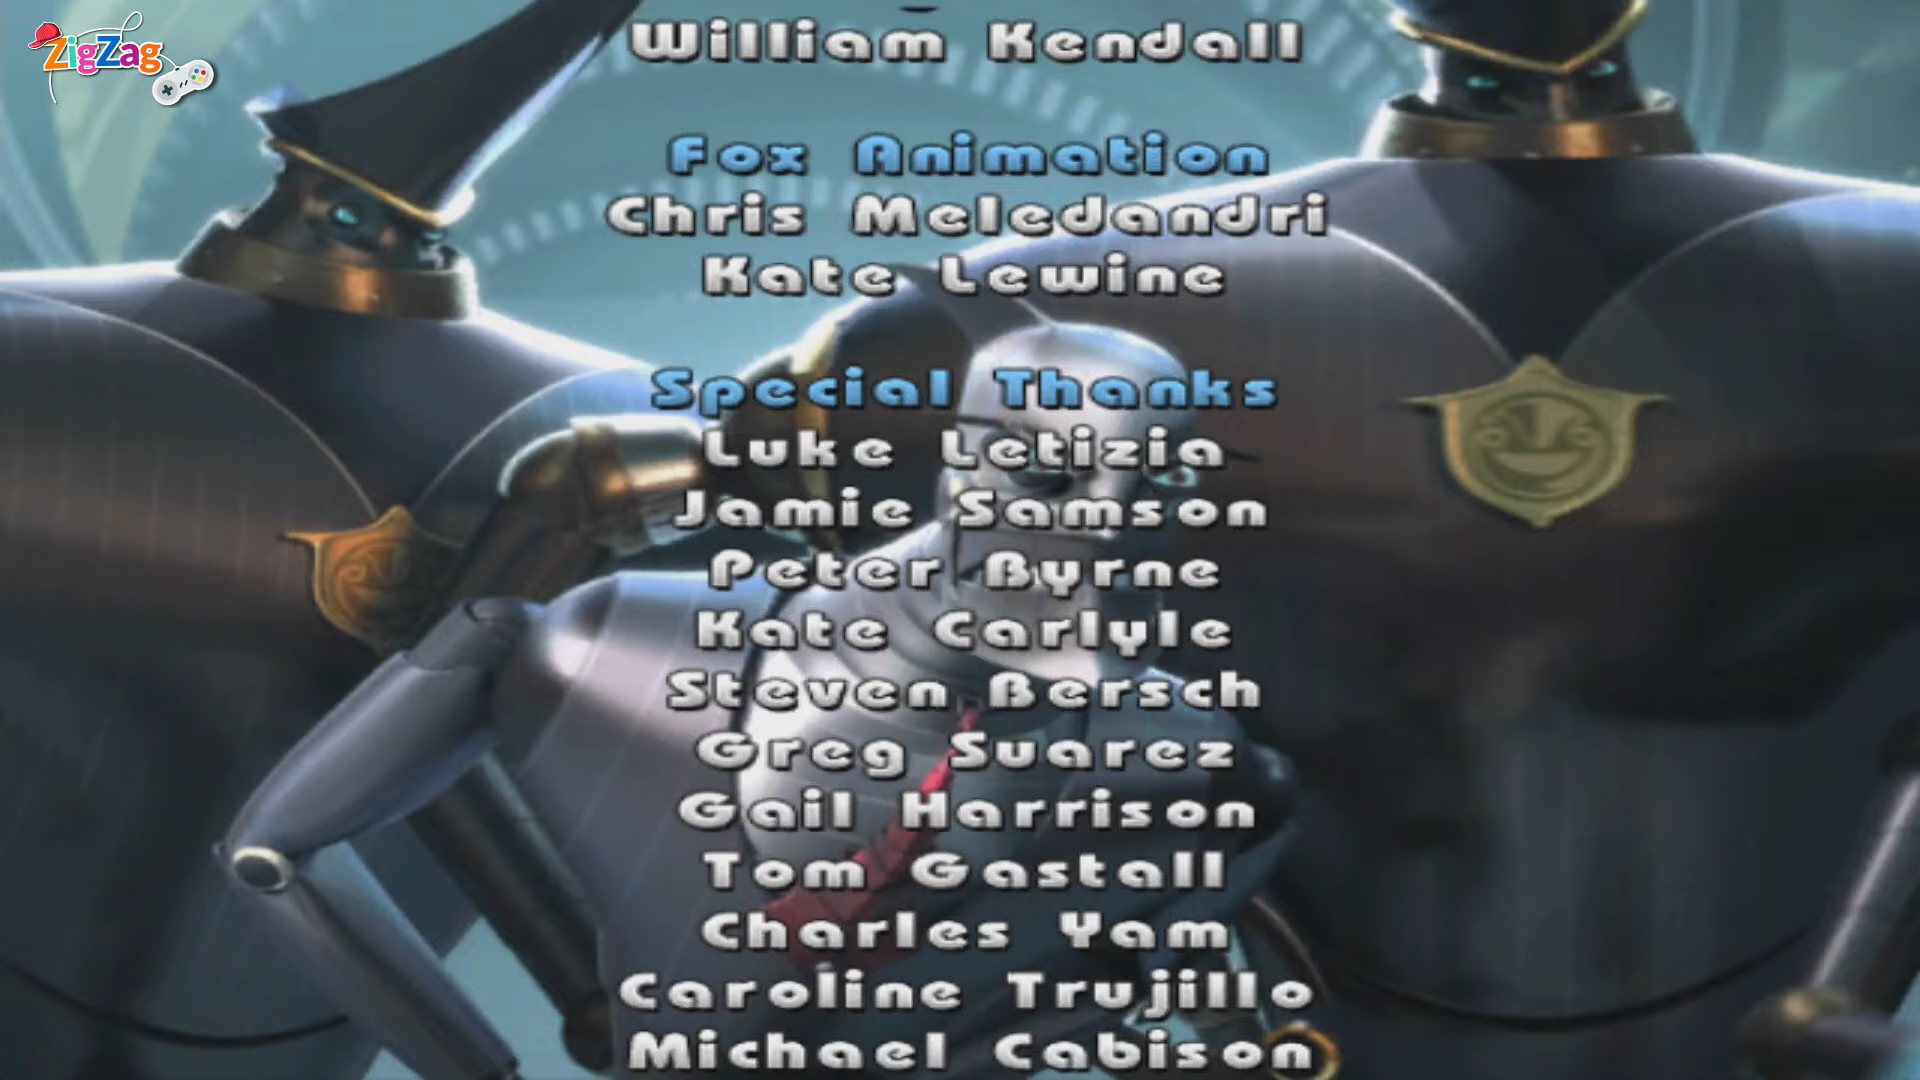 ZigZag
William Kendall
Fox Animation
Chris Meledandri
Kate Lewine
Special Thanks
Luke Letizia
Jamie Samson
Peter Byrne
Kate Carlyle
Steven Bersch
Greg Suarez
Gail Harrison
Tom Gastall
Charles Yam
Caroline Trujillo
Michael Cabison